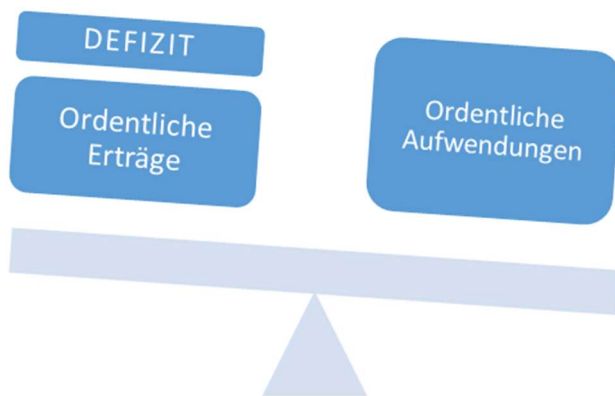 DEFIZIT
Ordentliche
Erträge
Ordentliche
Aufwendungen